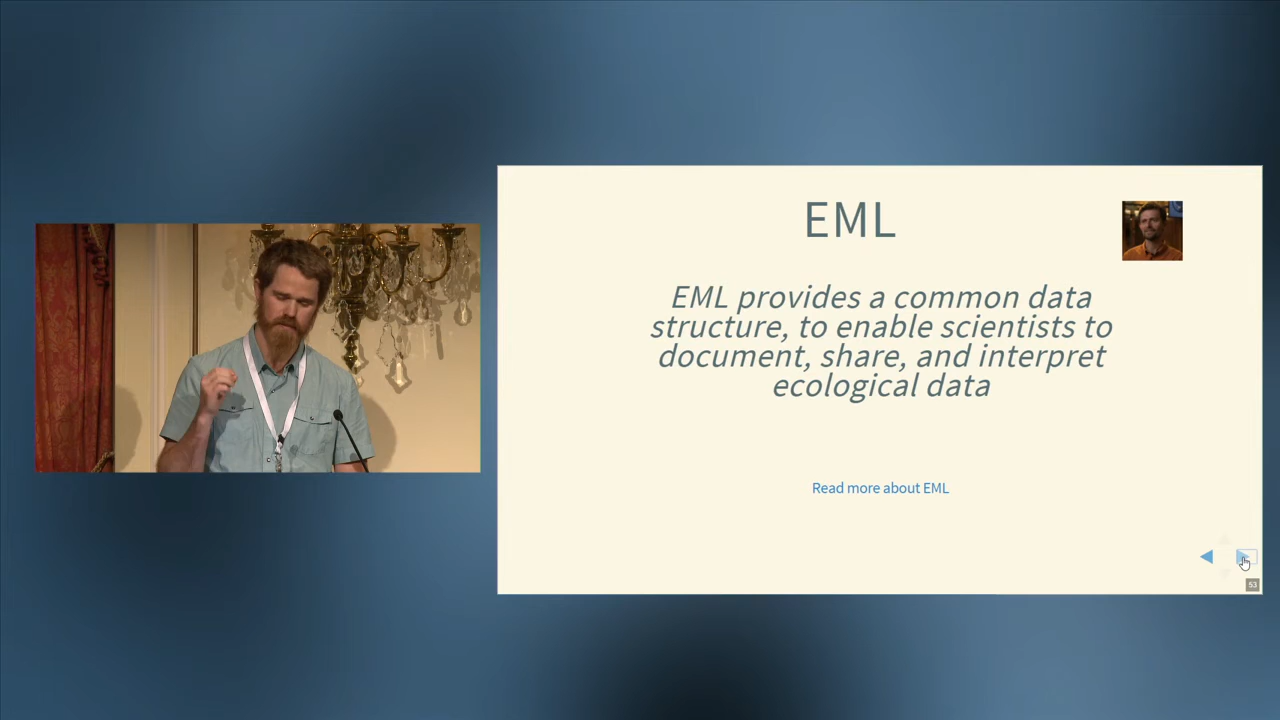 EML
EML provides a common data
structure, to enable scientists to
document, share, and interpret
ecological data
Read more about EML
53